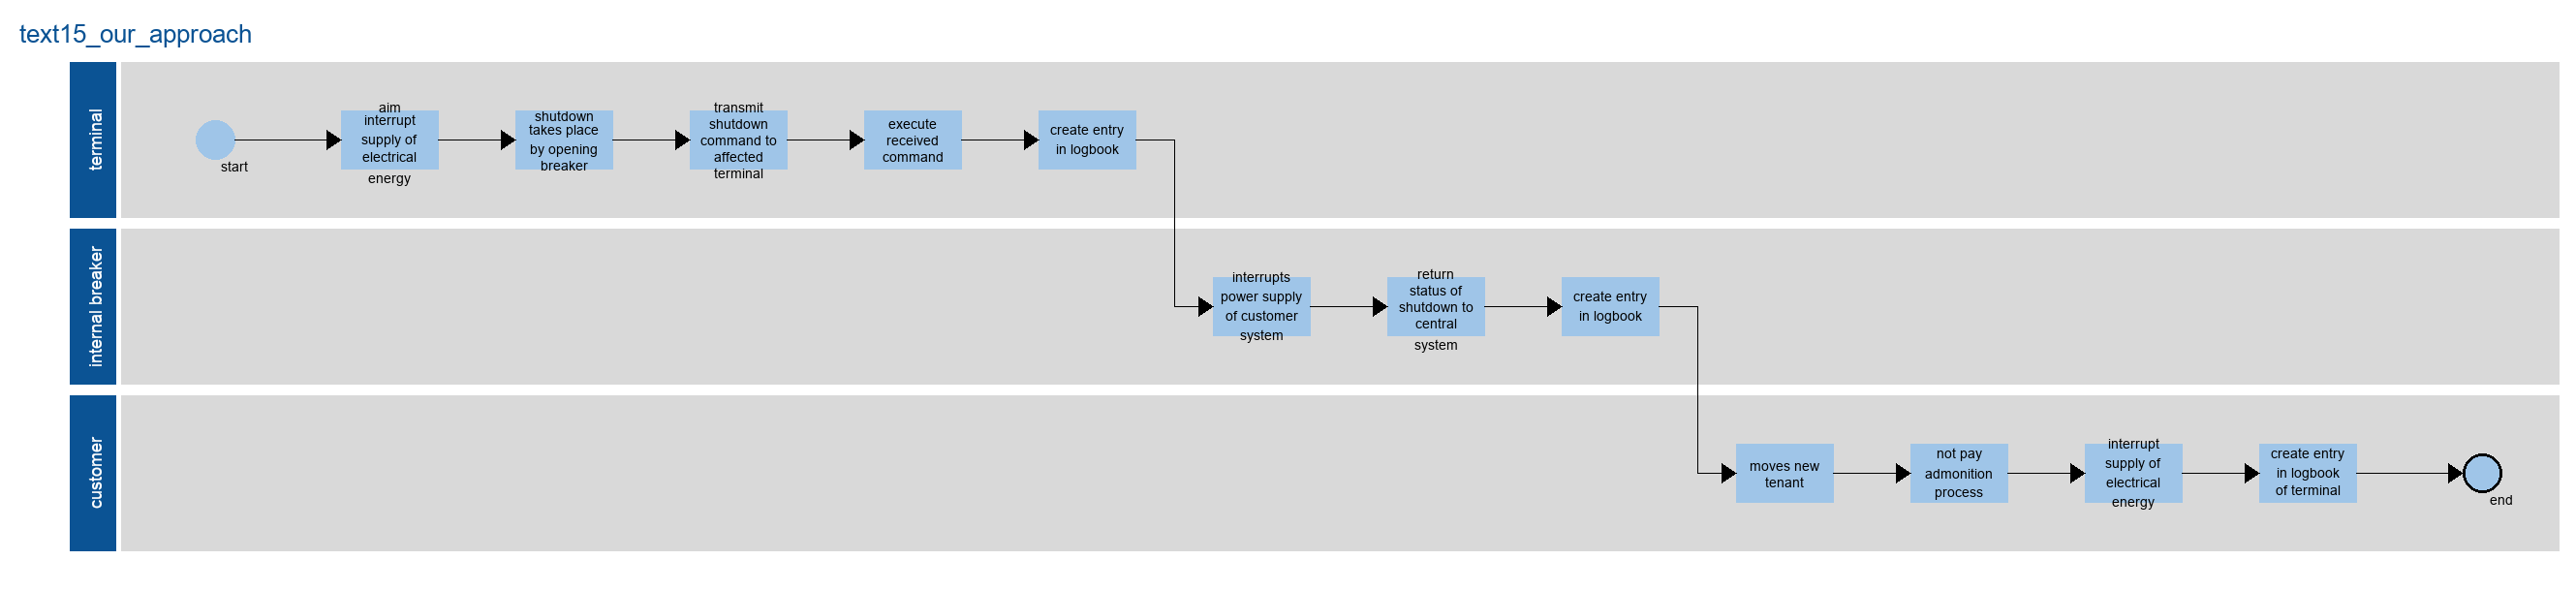 text15_our_approach
terminal
start
aim
interrupt
supply of
electrical
energy
shutdown
takes place
by opening
breaker
transmit
shutdown
command to
affected
terminal
execute
received
command
create entry
in logbook
internal breaker
interrupts
power supply
of customer
system
return
status of
shutdown to
central
system
create entry
in logbook
customer
moves new
tenant
not pay
admonition
process
interrupt
supply of
electrical
energy
create entry
in logbook
of terminal
end